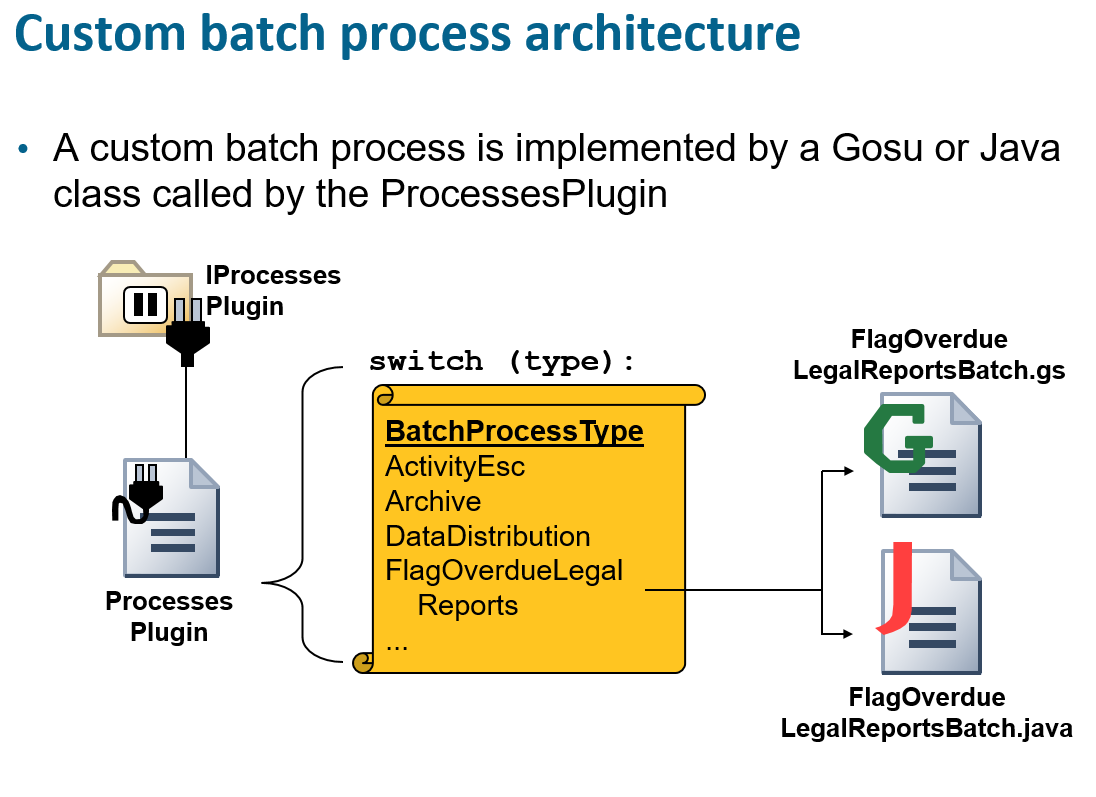 Custom batch process architecture
• A custom batch process is implemented by a Gosu or Java
class called by the ProcessesPlugin
IProcesses
Plugin
Processes
Plugin
switch (type):
BatchProcessType
ActivityEsc
Archive
DataDistribution
FlagOverdueLegal
Reports
...
FlagOverdue
LegalReportsBatch.gs
G
J
FlagOverdue
LegalReportsBatch.java